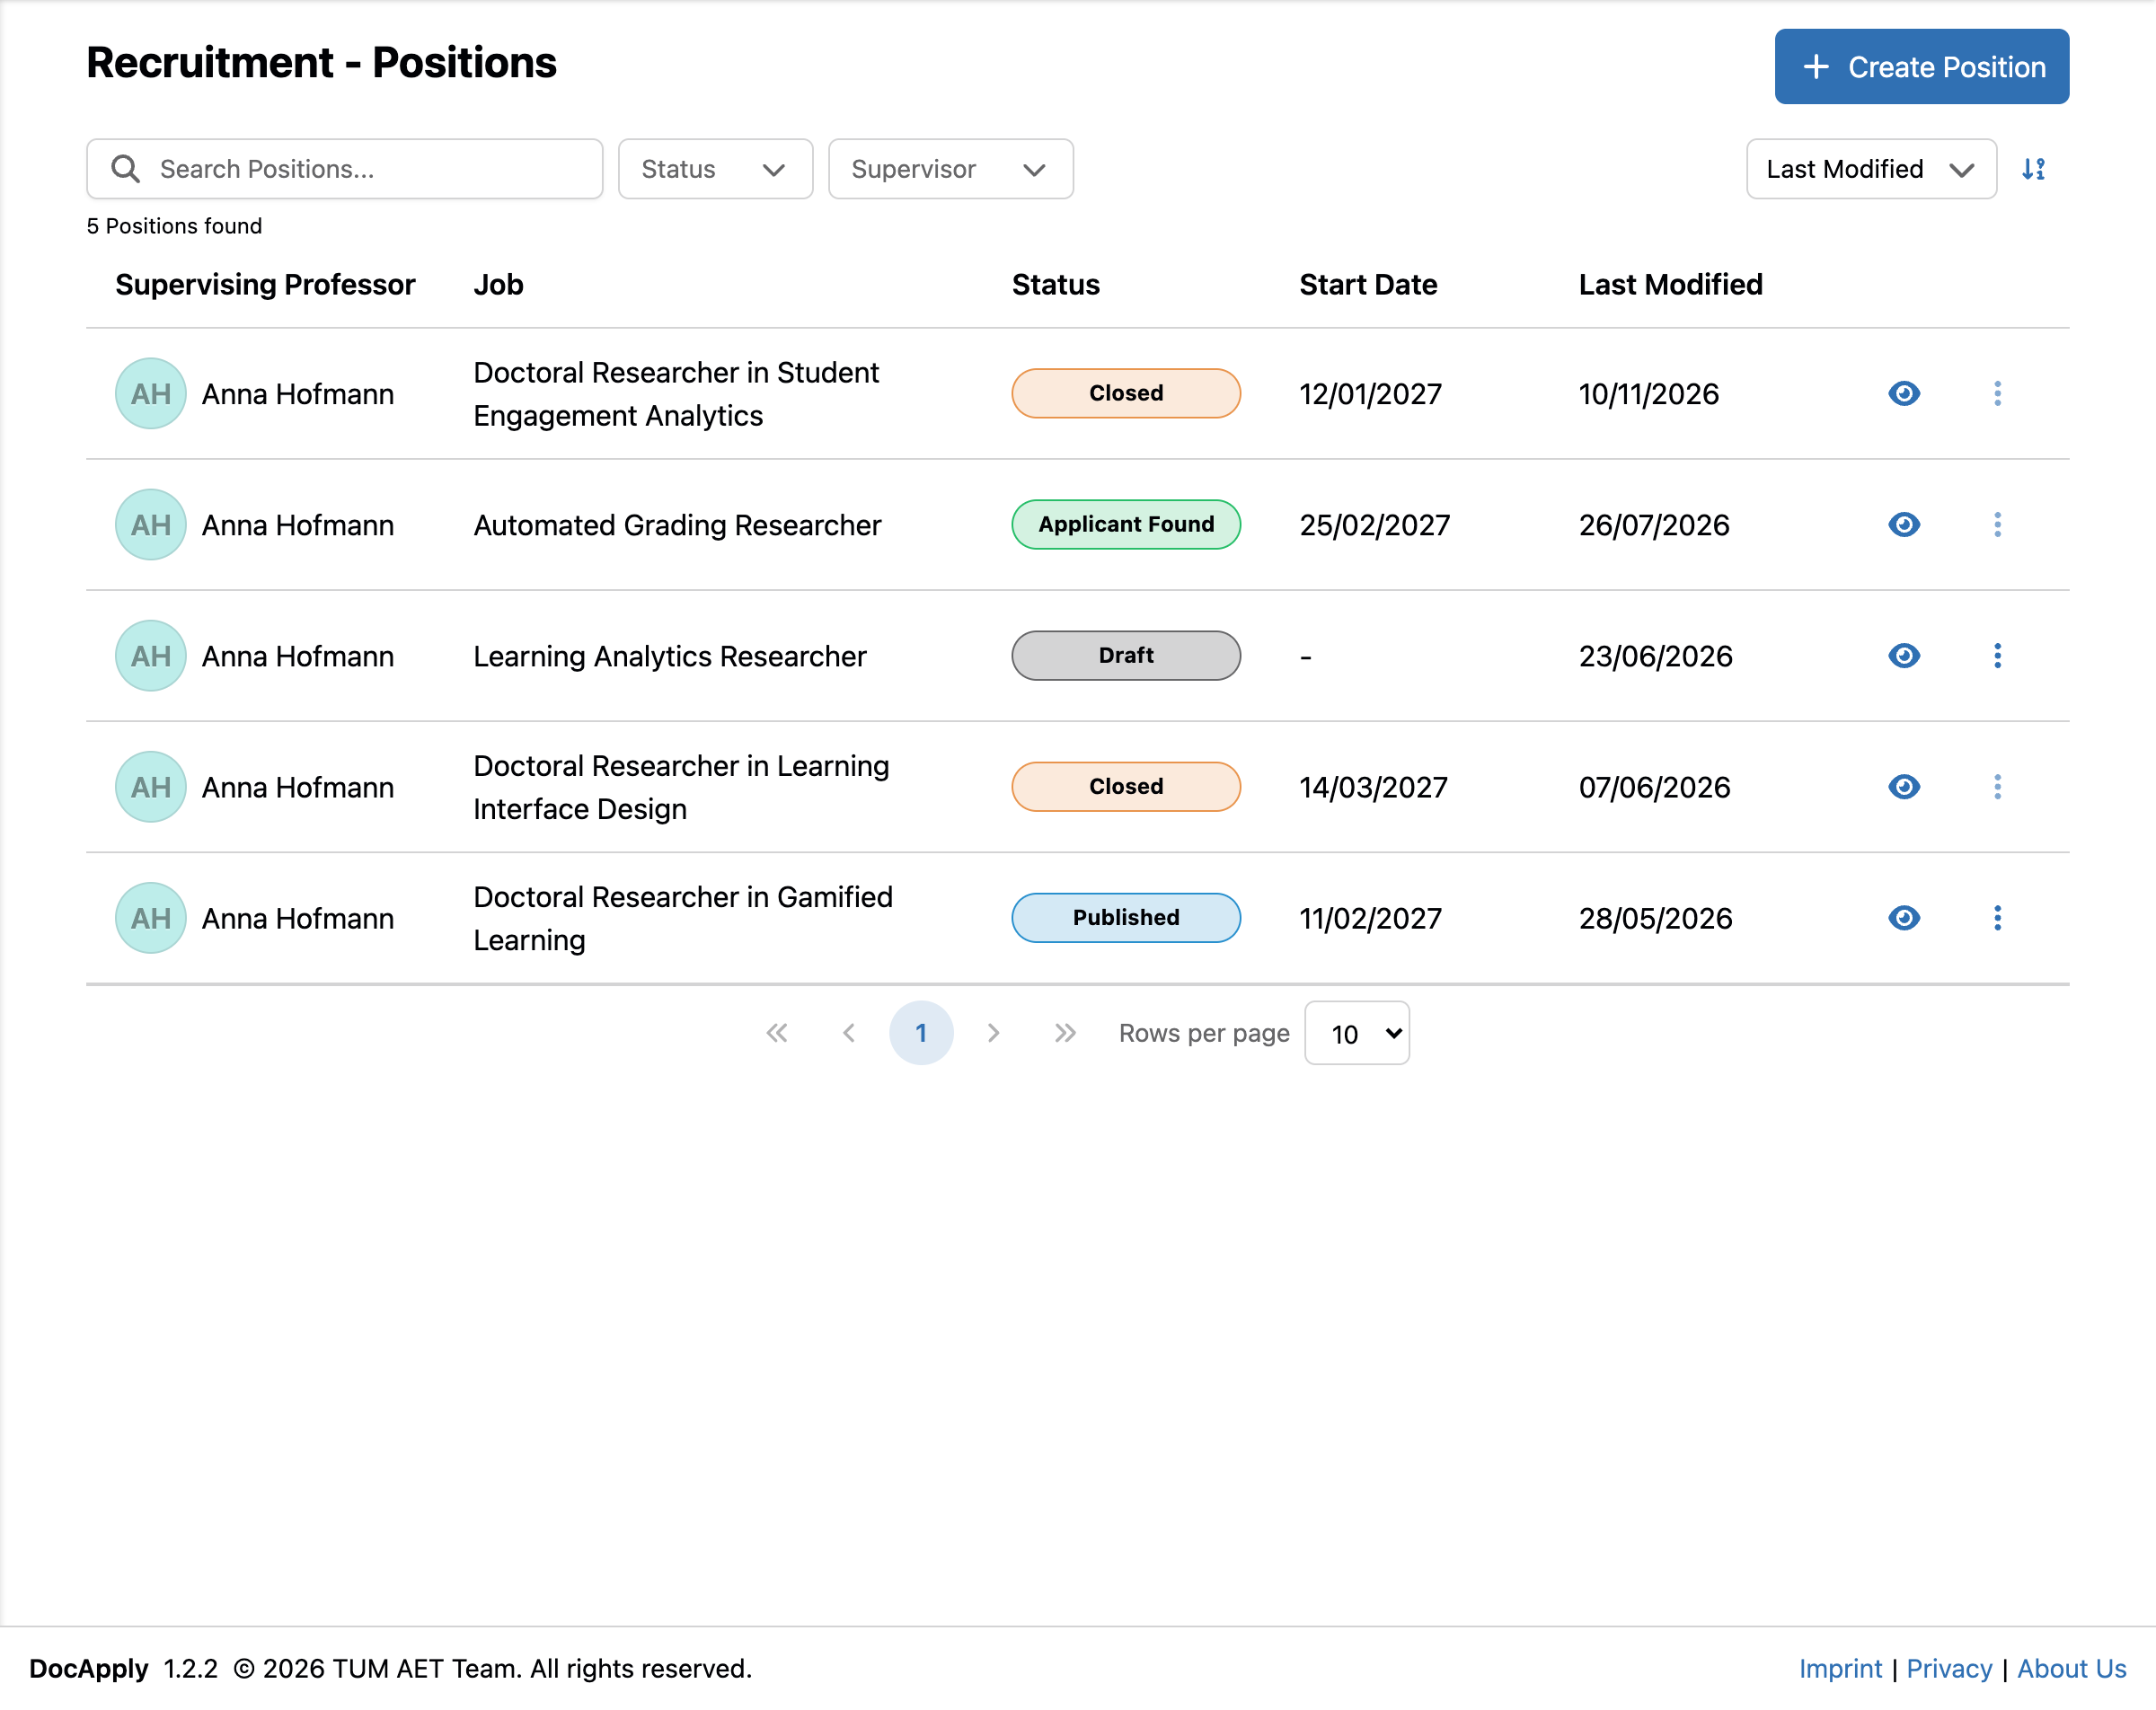 Recruitment - Positions
Create Position
Search Positions...
Status
Supervisor
Last Modified
5 Positions found
Supervising Professor Job Status Start Date Last Modified
AH Anna Hofmann Doctoral Researcher in Student Engagement Analytics Closed 12/01/2027 10/11/2026
AH Anna Hofmann Automated Grading Researcher Applicant Found 25/02/2027 26/07/2026
AH Anna Hofmann Learning Analytics Researcher Draft - 23/06/2026
AH Anna Hofmann Doctoral Researcher in Learning Interface Design Closed 14/03/2027 07/06/2026
AH Anna Hofmann Doctoral Researcher in Gamified Learning Published 11/02/2027 28/05/2026
1 Rows per page 10
DocApply 1.2.2 © 2026 TUM AET Team. All rights reserved.
Imprint | Privacy | About Us